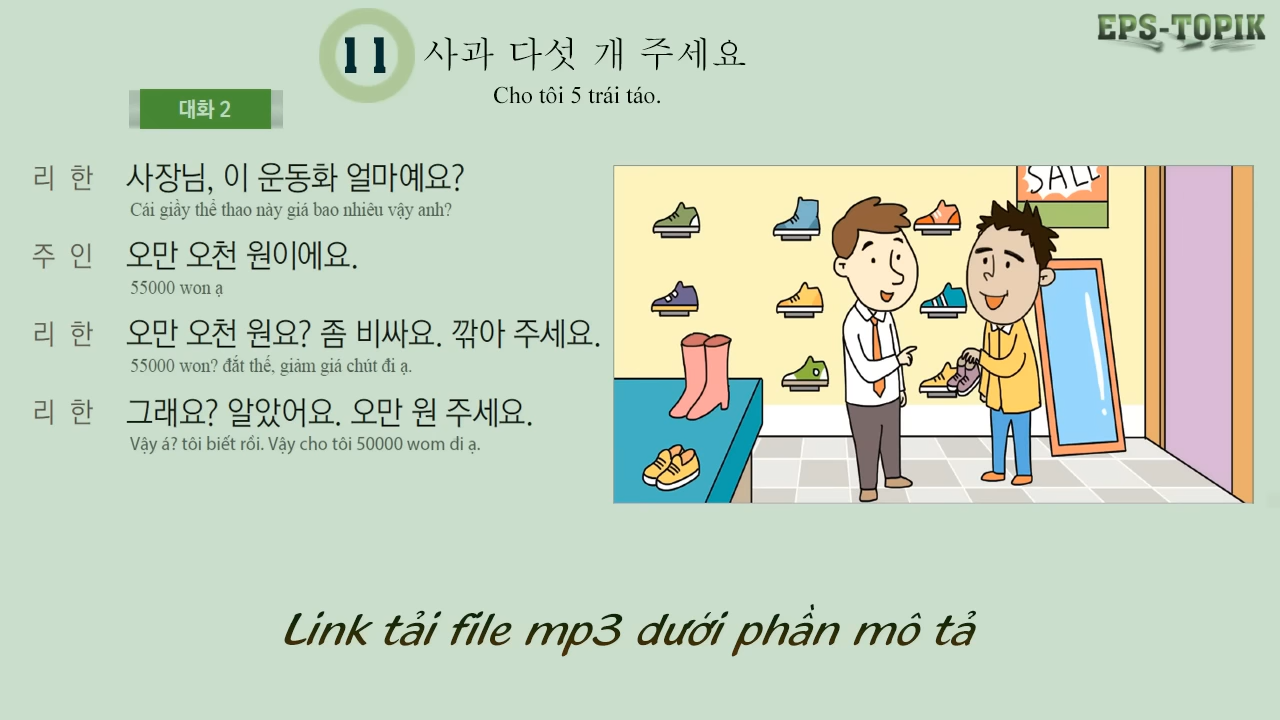 EPS-TOPIK
11 사과 다섯 개 주세요
Cho tôi 5 trái táo.
대화 2
리 한 사장님, 이 운동화 얼마예요?
Cái giầy thể thao này giá bao nhiêu vậy anh?
주 인 오만 오천 원이에요.
55000 won ạ
리 한 오만 오천 원요? 좀 비싸요. 깎아 주세요.
55000 won? đắt thế, giảm giá chút đi ạ.
리 한 그래요? 알았어요. 오만 원 주세요.
Vậy á? tôi biết rồi. Vậy cho tôi 50000 wom đi ạ.
SALE
Link tải file mp3 dưới phần mô tả